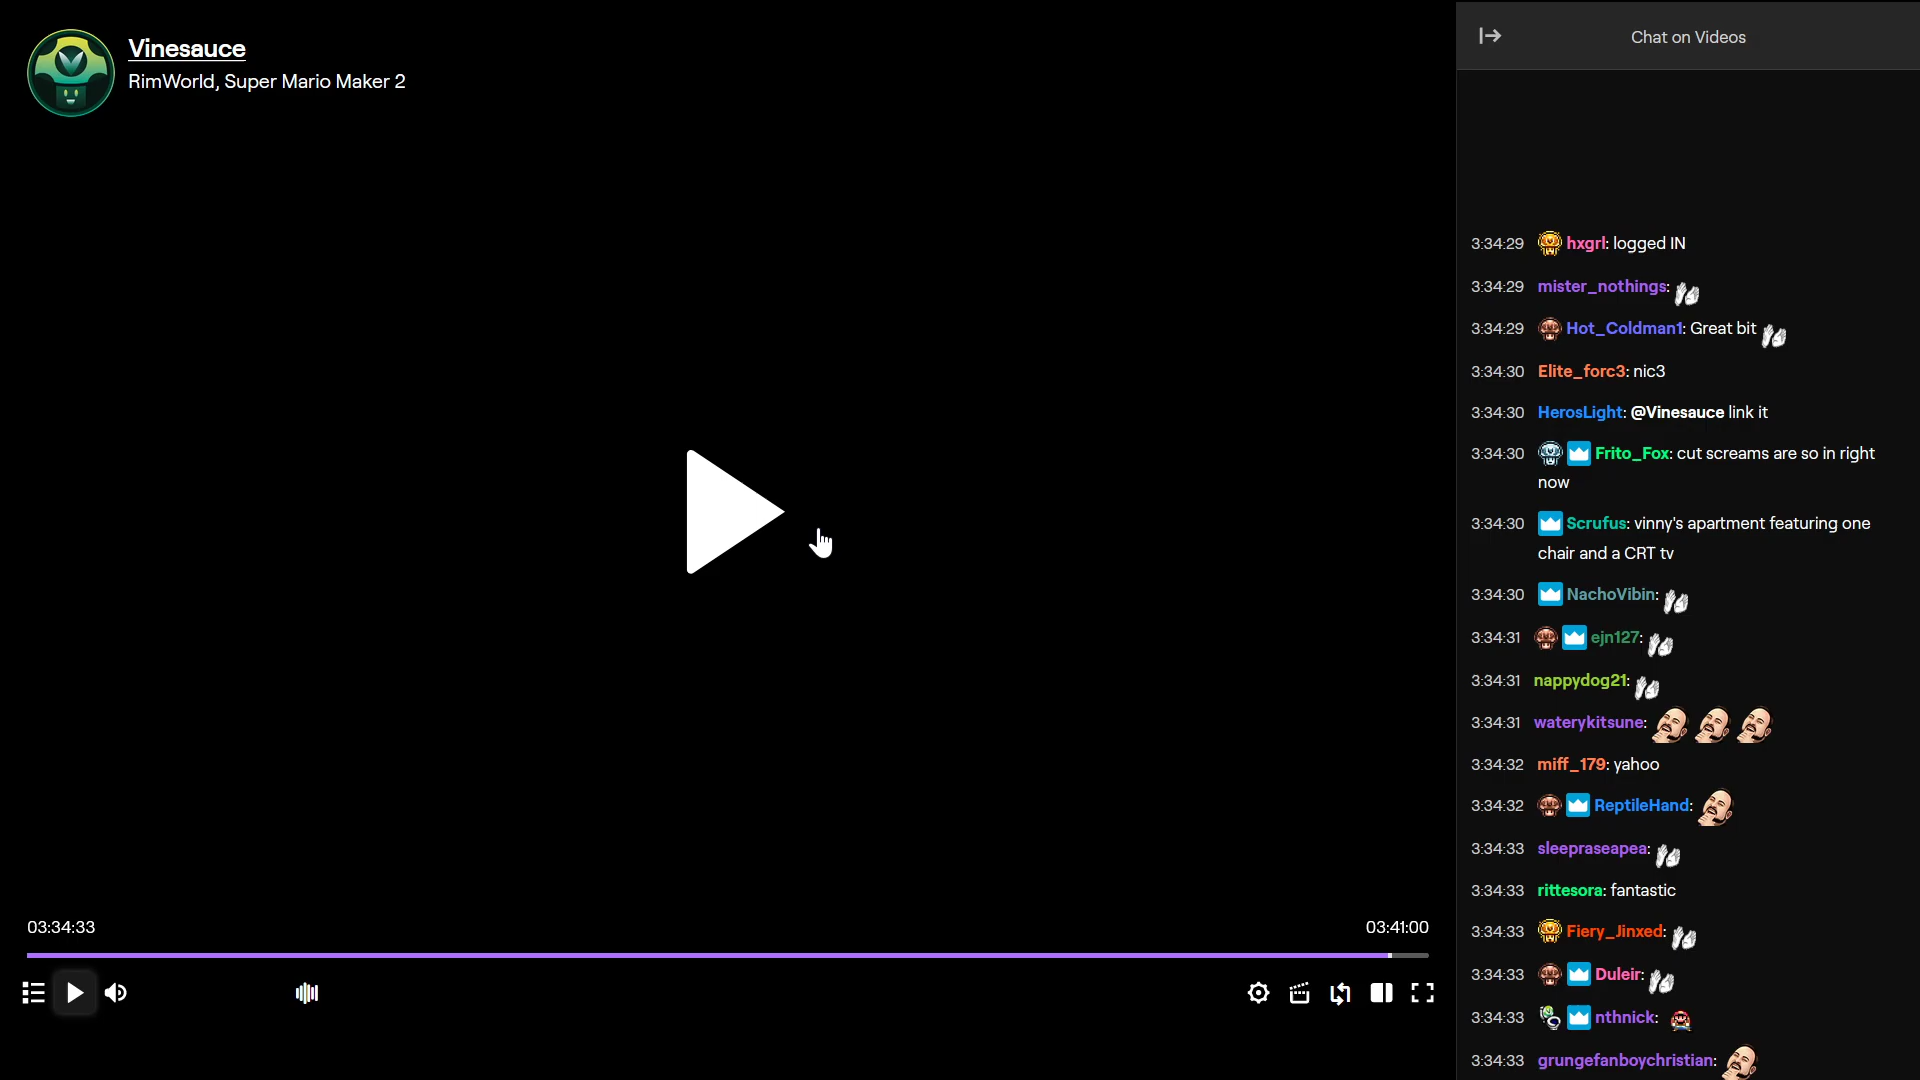 Vinesauce
RimWorld, Super Mario Maker 2
03:34:33
03:41:00
Chat on Videos
3:34:29 hxgrl: logged IN
3:34:29 mister_nothings:
3:34:29 Hot_Coldman1: Great bit
3:34:30 Elite_forc3: nic3
3:34:30 HerosLight: @Vinesauce link it
3:34:30 Frito_Fox: cut screams are so in right
now
3:34:30 Scrufus: vinny's apartment featuring one
chair and a CRT tv
3:34:30 NachoVibin:
3:34:31 ejn127:
3:34:31 nappydog21:
3:34:31 waterykitsune:
3:34:32 miff_179: yahoo
3:34:32 ReptileHand:
3:34:33 sleepraseapea:
3:34:33 rittesora: fantastic
3:34:33 Fiery_Jinxed:
3:34:33 Duleir:
3:34:33 nthnick:
3:34:33 grungefanboychristian: